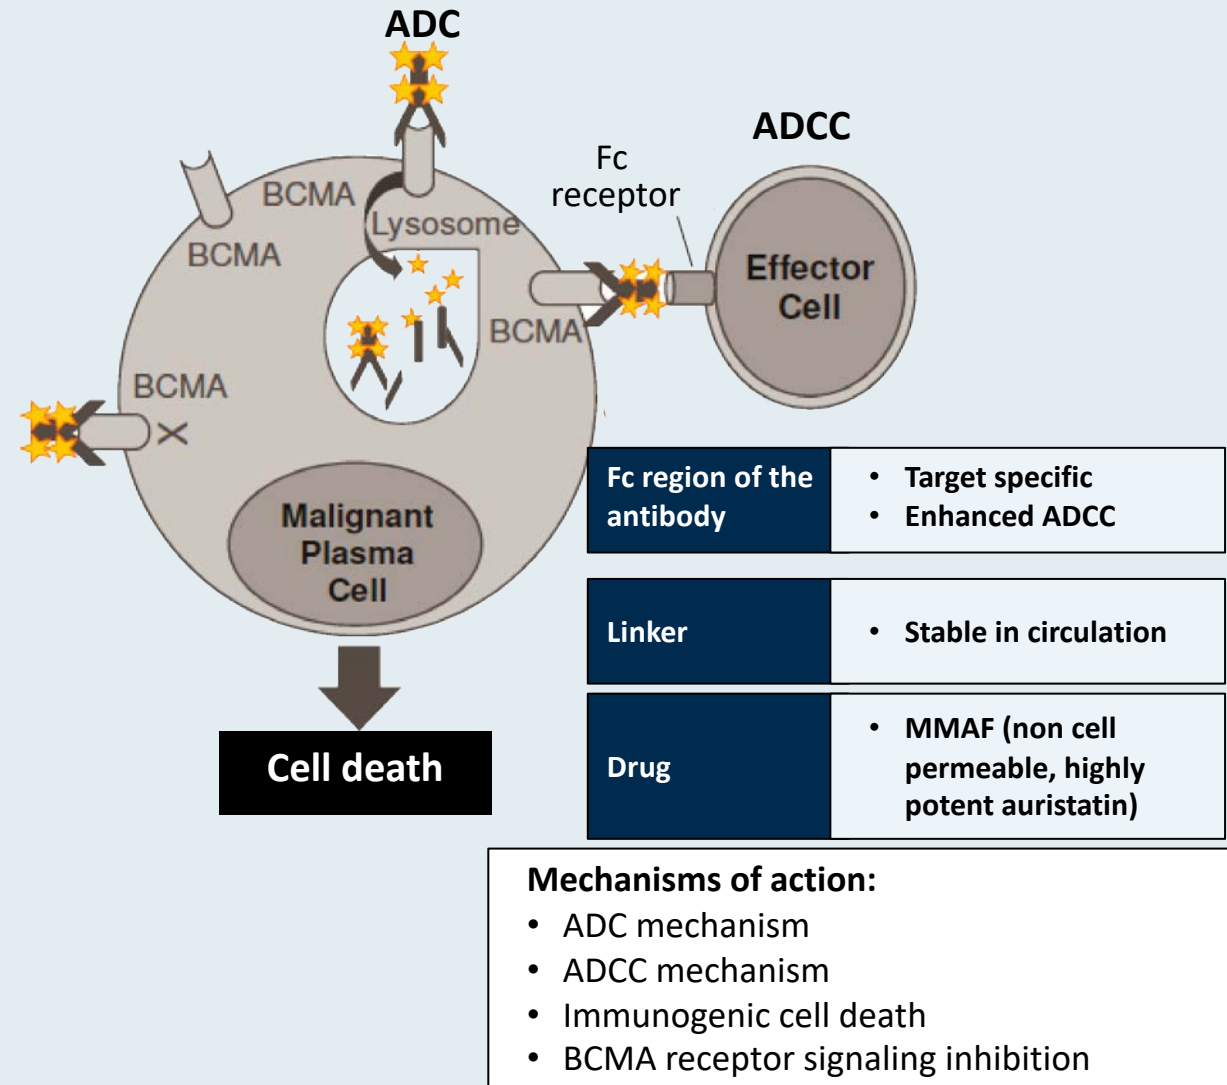 ADC
ADCC
Fc
receptor
BCMA
Lysosome
BCMA
Effector
Cell
BCMA
BCMA
X
Malignant
Plasma
Cell
Cell death
Fc region of the
antibody
• Target specific
• Enhanced ADCC
Linker
• Stable in circulation
Drug
• MMAF (non cell
permeable, highly
potent auristatin)
Mechanisms of action:
• ADC mechanism
• ADCC mechanism
• Immunogenic cell death
• BCMA receptor signaling inhibition